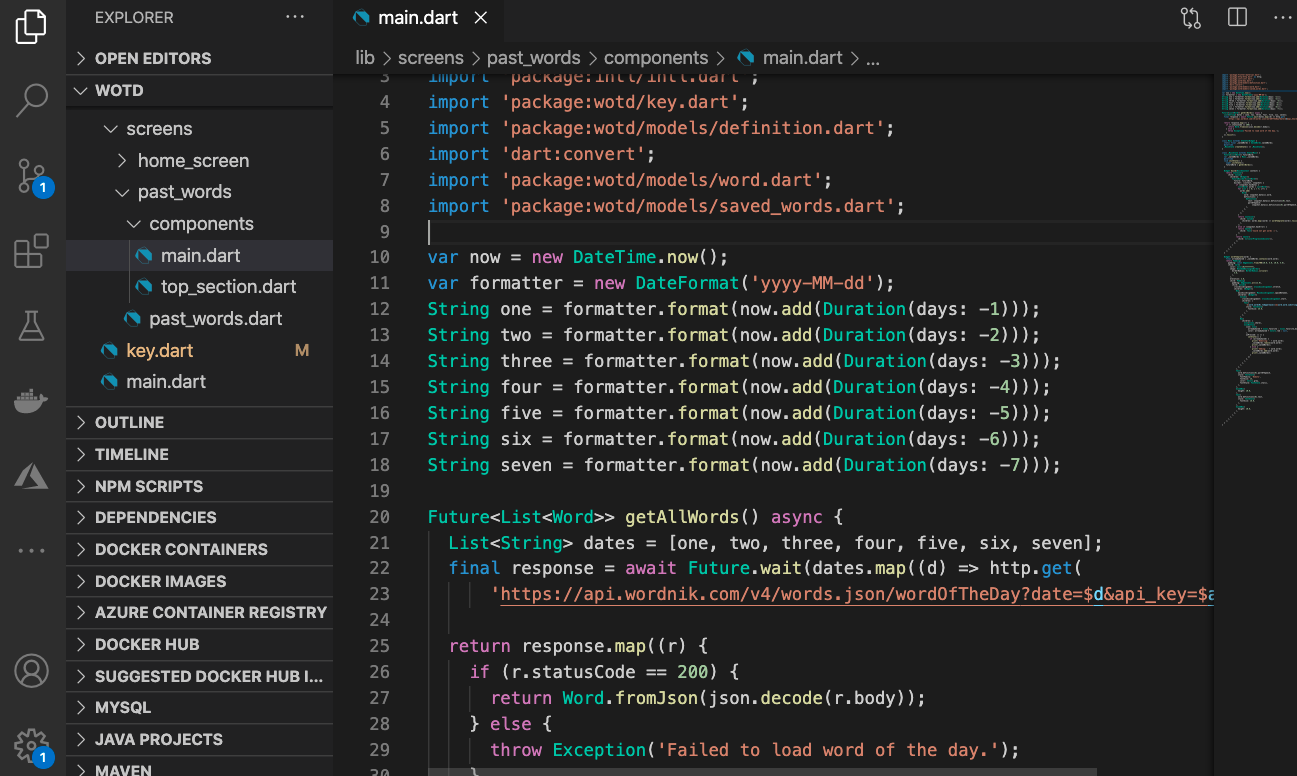 EXPLORER
OPEN EDITORS
WOTD
screens
home_screen
past_words
components
main.dart
top_section.dart
past_words.dart
key.dart M
main.dart
OUTLINE
TIMELINE
NPM SCRIPTS
DEPENDENCIES
DOCKER CONTAINERS
DOCKER IMAGES
AZURE CONTAINER REGISTRY
DOCKER HUB
SUGGESTED DOCKER HUB I...
MYSQL
JAVA PROJECTS
MAVEN
1
1
main.dart
lib > screens > past_words > components > main.dart > ...
3 import 'package:intl/intl.dart';
4 import 'package:wotd/key.dart';
5 import 'package:wotd/models/definition.dart';
6 import 'dart:convert';
7 import 'package:wotd/models/word.dart';
8 import 'package:wotd/models/saved_words.dart';
9
10 var now = new DateTime.now();
11 var formatter = new DateFormat('yyyy-MM-dd');
12 String one = formatter.format(now.add(Duration(days: -1)));
13 String two = formatter.format(now.add(Duration(days: -2)));
14 String three = formatter.format(now.add(Duration(days: -3)));
15 String four = formatter.format(now.add(Duration(days: -4)));
16 String five = formatter.format(now.add(Duration(days: -5)));
17 String six = formatter.format(now.add(Duration(days: -6)));
18 String seven = formatter.format(now.add(Duration(days: -7)));
19
20 Future<List<Word>> getAllWords() async {
21 List<String> dates = [one, two, three, four, five, six, seven];
22 final response = await Future.wait(dates.map((d) => http.get(
23 'https://api.wordnik.com/v4/words.json/wordOfTheDay?date=$d&api_key=$a
24
25 return response.map((r) {
26 if (r.statusCode == 200) {
27 return Word.fromJson(json.decode(r.body));
28 } else {
29 throw Exception('Failed to load word of the day.');
30 }